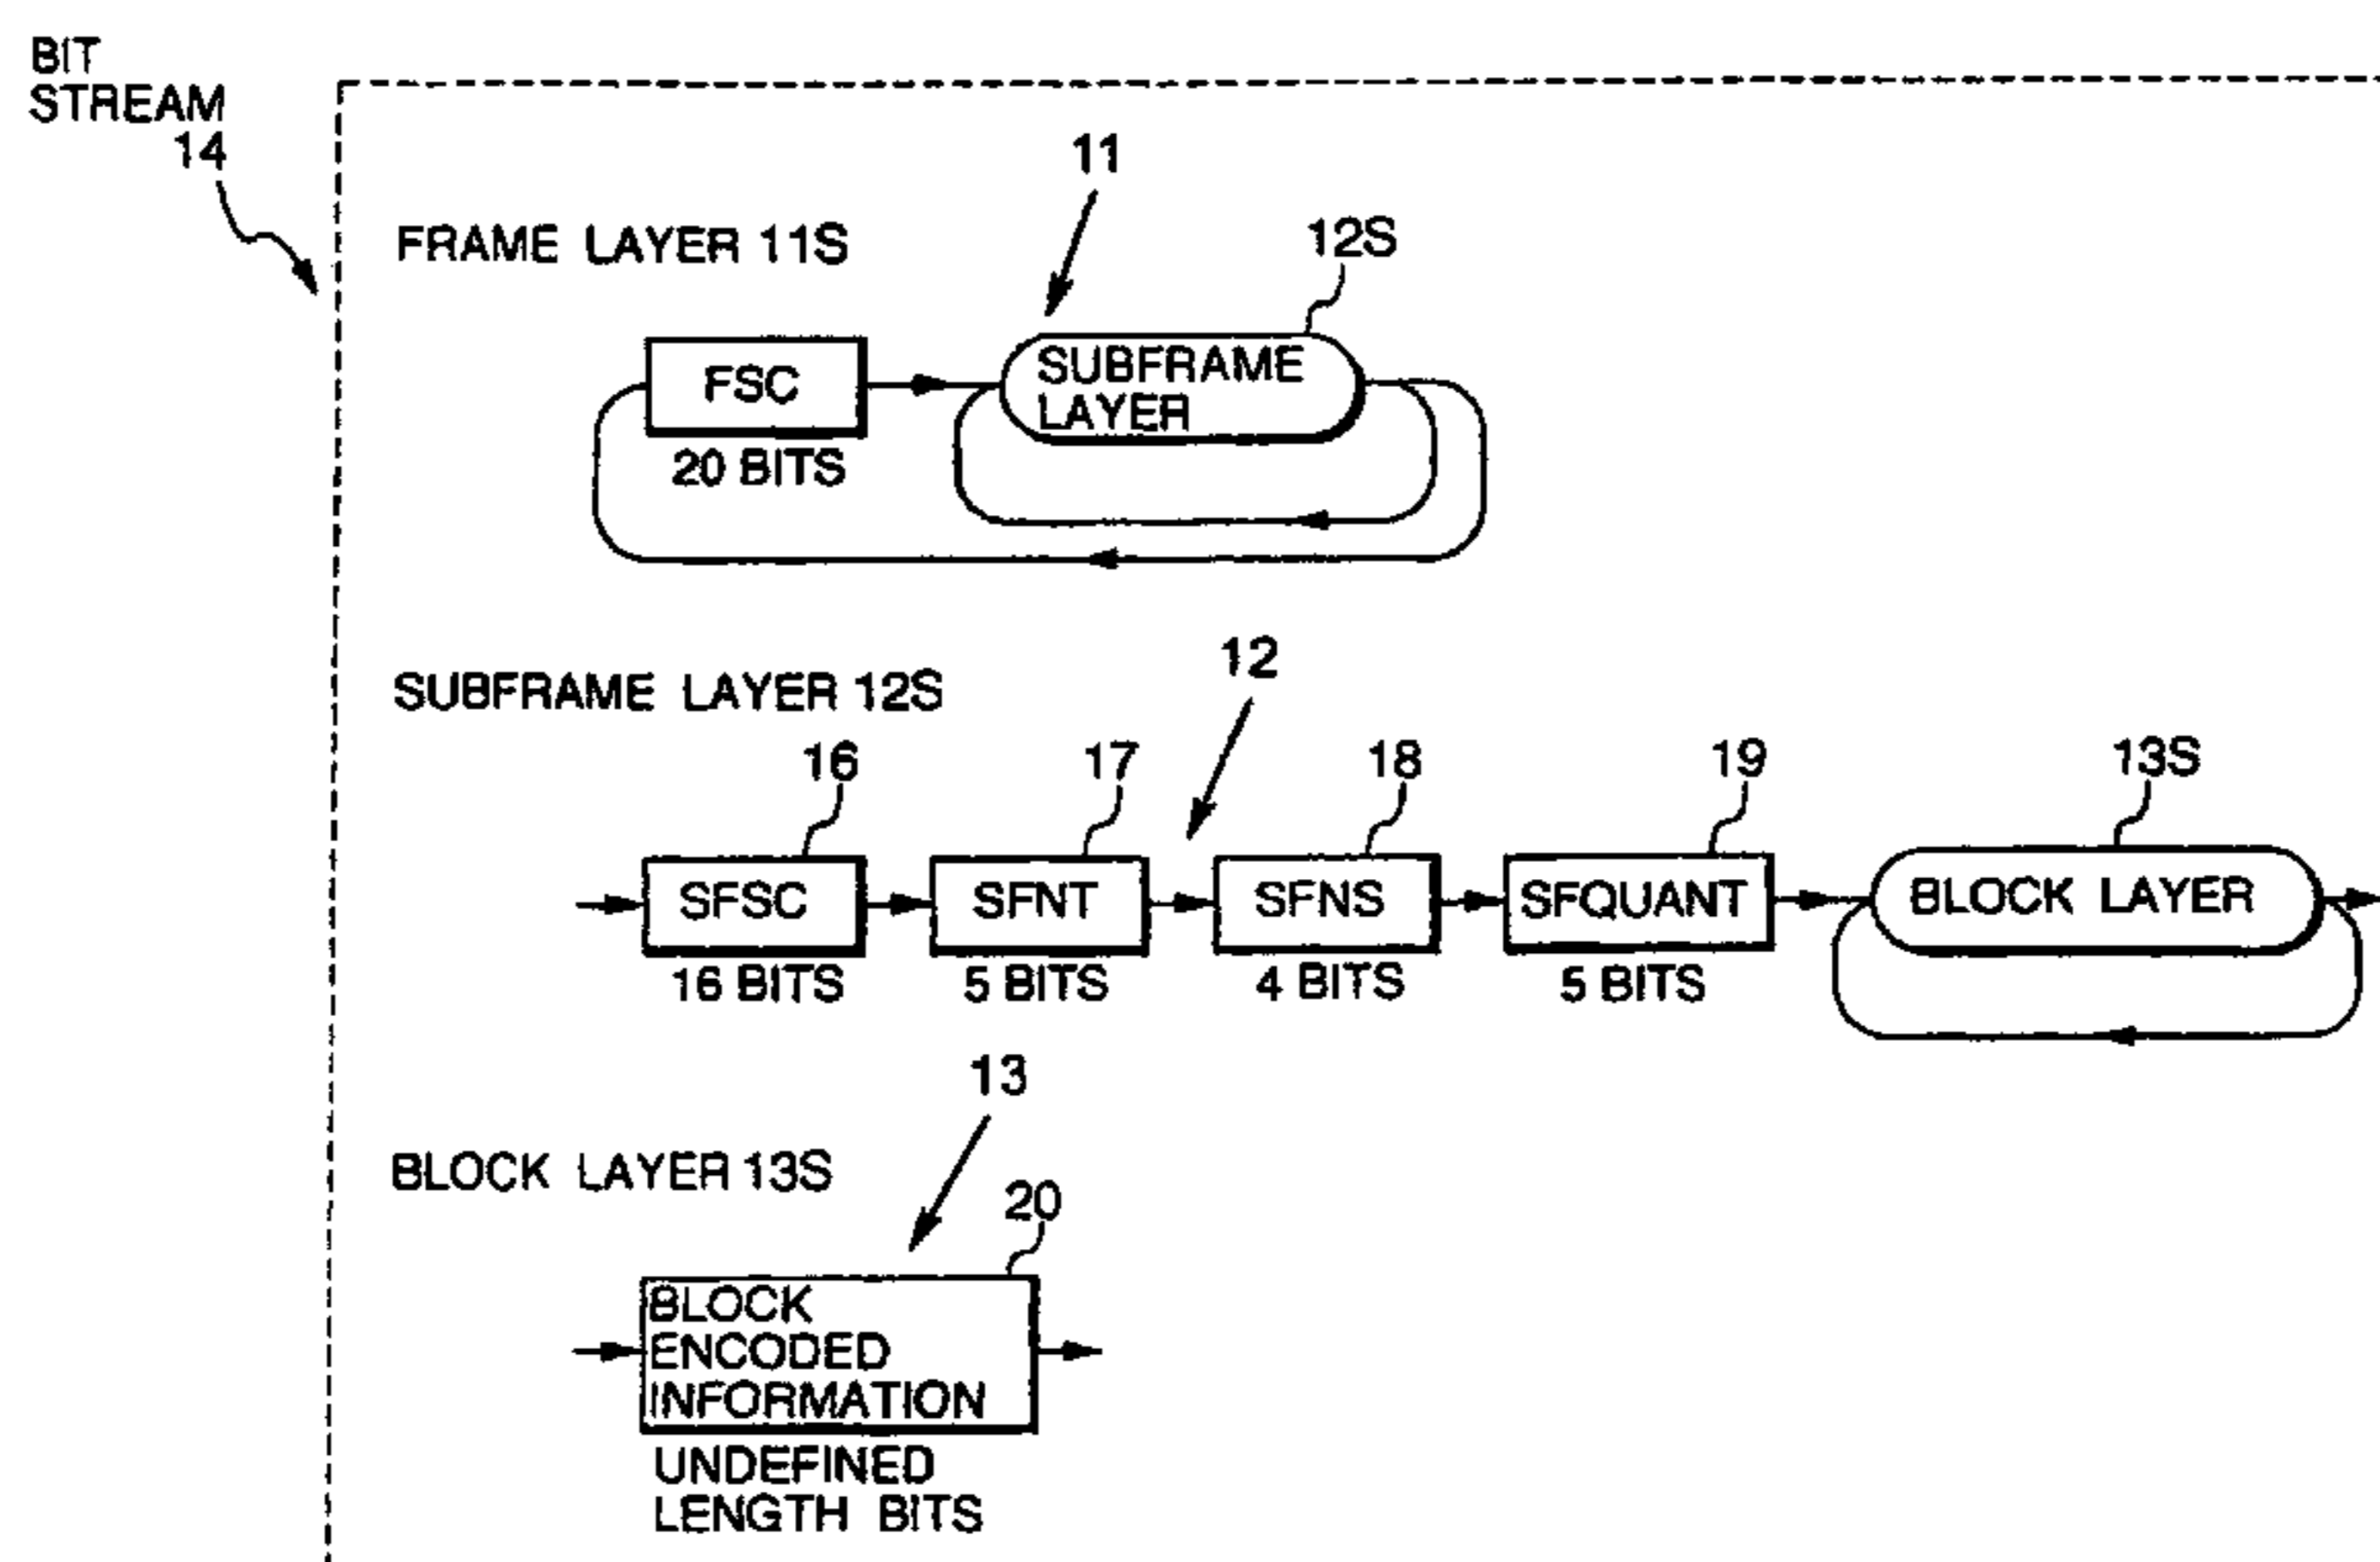 BIT
STREAM
14
11
FRAME LAYER 11S
12S
FSC
SUBFRAME
LAYER
20 BITS
12
SUBFRAME LAYER 12S
16
17
18
19
13S
SFSC
SFNT
SFNS
SFQUANT
BLOCK LAYER
16 BITS
5 BITS
4 BITS
5 BITS
13
BLOCK LAYER 13S
20
BLOCK
ENCODED
INFORMATION
UNDEFINED
LENGTH BITS